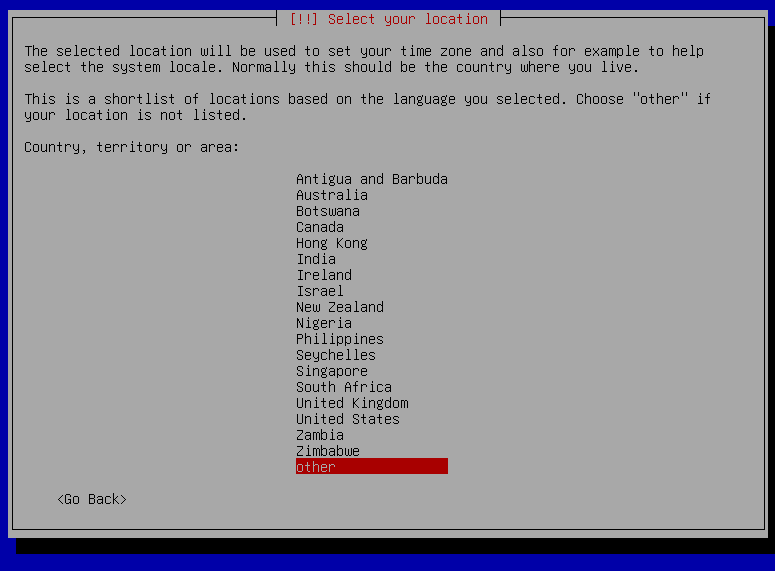 [!!] Select your location
The selected location will be used to set your time zone and also for example to help
select the system locale. Normally this should be the country where you live.
This is a shortlist of locations based on the language you selected. Choose "other" if
your location is not listed.
Country, territory or area:
Antigua and Barbuda
Australia
Botswana
Canada
Hong Kong
India
Ireland
Israel
New Zealand
Nigeria
Philippines
Seychelles
Singapore
South Africa
United Kingdom
United States
Zambia
Zimbabwe
other
<Go Back>